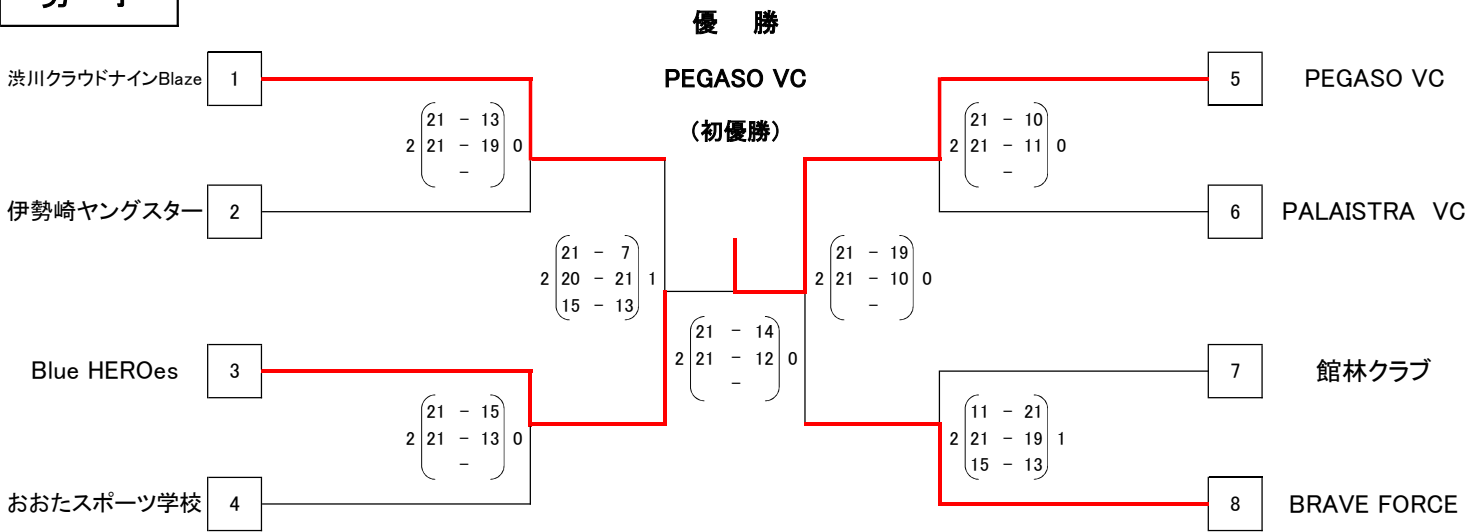 優 勝
渋川クラウドナインBlaze 1 PEGASO VC 5 PEGASO VC
(初優勝)
21 - 13
2 21 - 19 0
-
21 - 10
2 21 - 11 0
-
伊勢崎ヤングスター 2
6 PALAISTRA VC
21 - 7
2 20 - 21 1
15 - 13
21 - 19
2 21 - 10 0
-
21 - 14
2 21 - 12 0
-
Blue HEROes 3
7 館林クラブ
21 - 15
2 21 - 13 0
-
11 - 21
2 21 - 19 1
15 - 13
おおたスポーツ学校 4
8 BRAVE FORCE